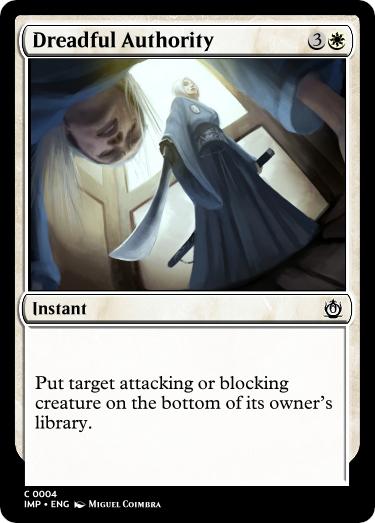 Dreadful Authority 3
Instant
Put target attacking or blocking
creature on the bottom of its owner's
library.
C 0004
IMP • ENG Miguel Coimbra